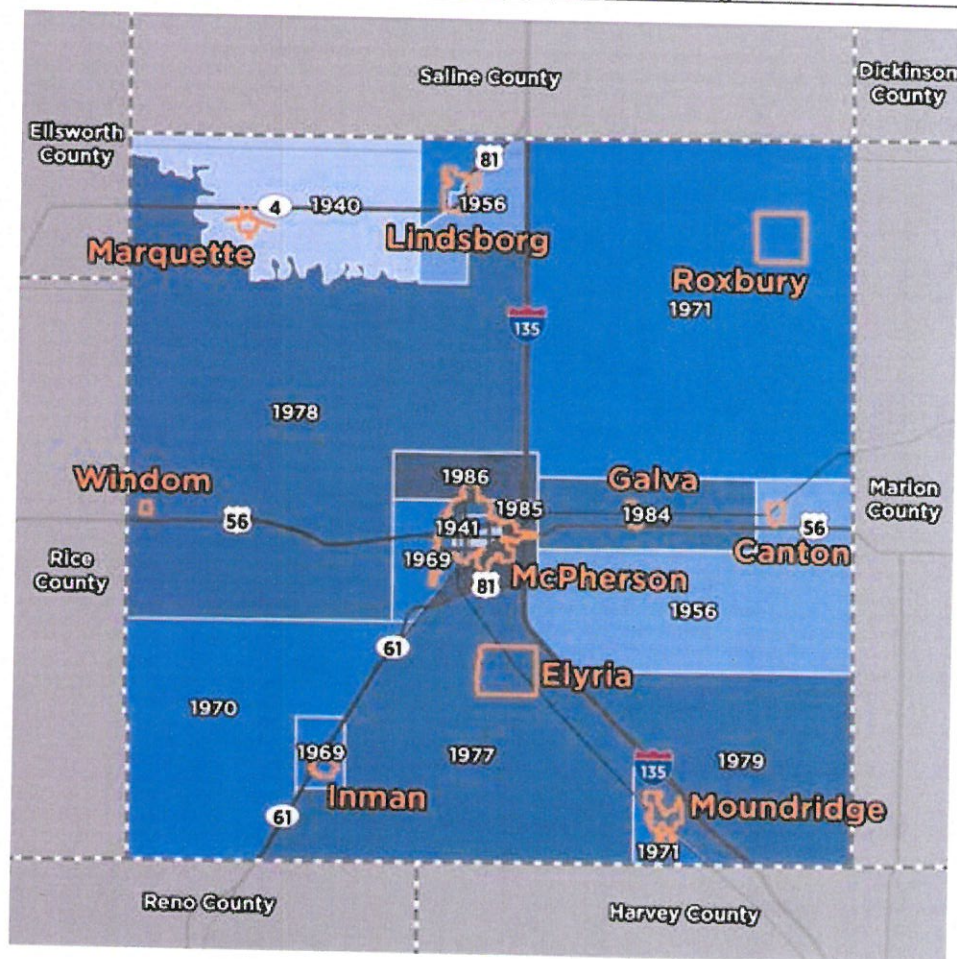 Saline County
Dickinson
County
Ellsworth
County
81
4
1940
1956
Marquette
Lindsborg
Roxbury
1971
135
1978
Windom
1986
Galva
Marion
County
56
1985
1984
56
1941
Canton
Rice
County
1969
McPherson
81
1956
61
Elyria
1970
1969
1977
1979
135
Inman
Moundridge
61
1971
Reno County
Harvey County